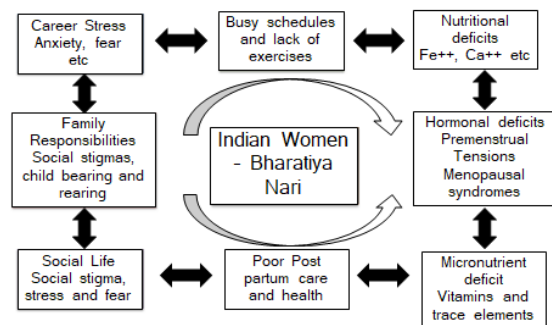 Career Stress
Anxiety, fear
etc
Busy schedules
and lack of
exercises
Nutritional
deficits
Fe++, Ca++ etc
Family
Responsibilities
Social stigmas,
child bearing and
rearing
Indian Women
- Bharatiya
Nari
Hormonal deficits
Premenstrual
Tensions
Menopausal
syndromes
Social Life
Social stigma,
stress and fear
Poor Post
partum care
and health
Micronutrient
deficit
Vitamins and
trace elements